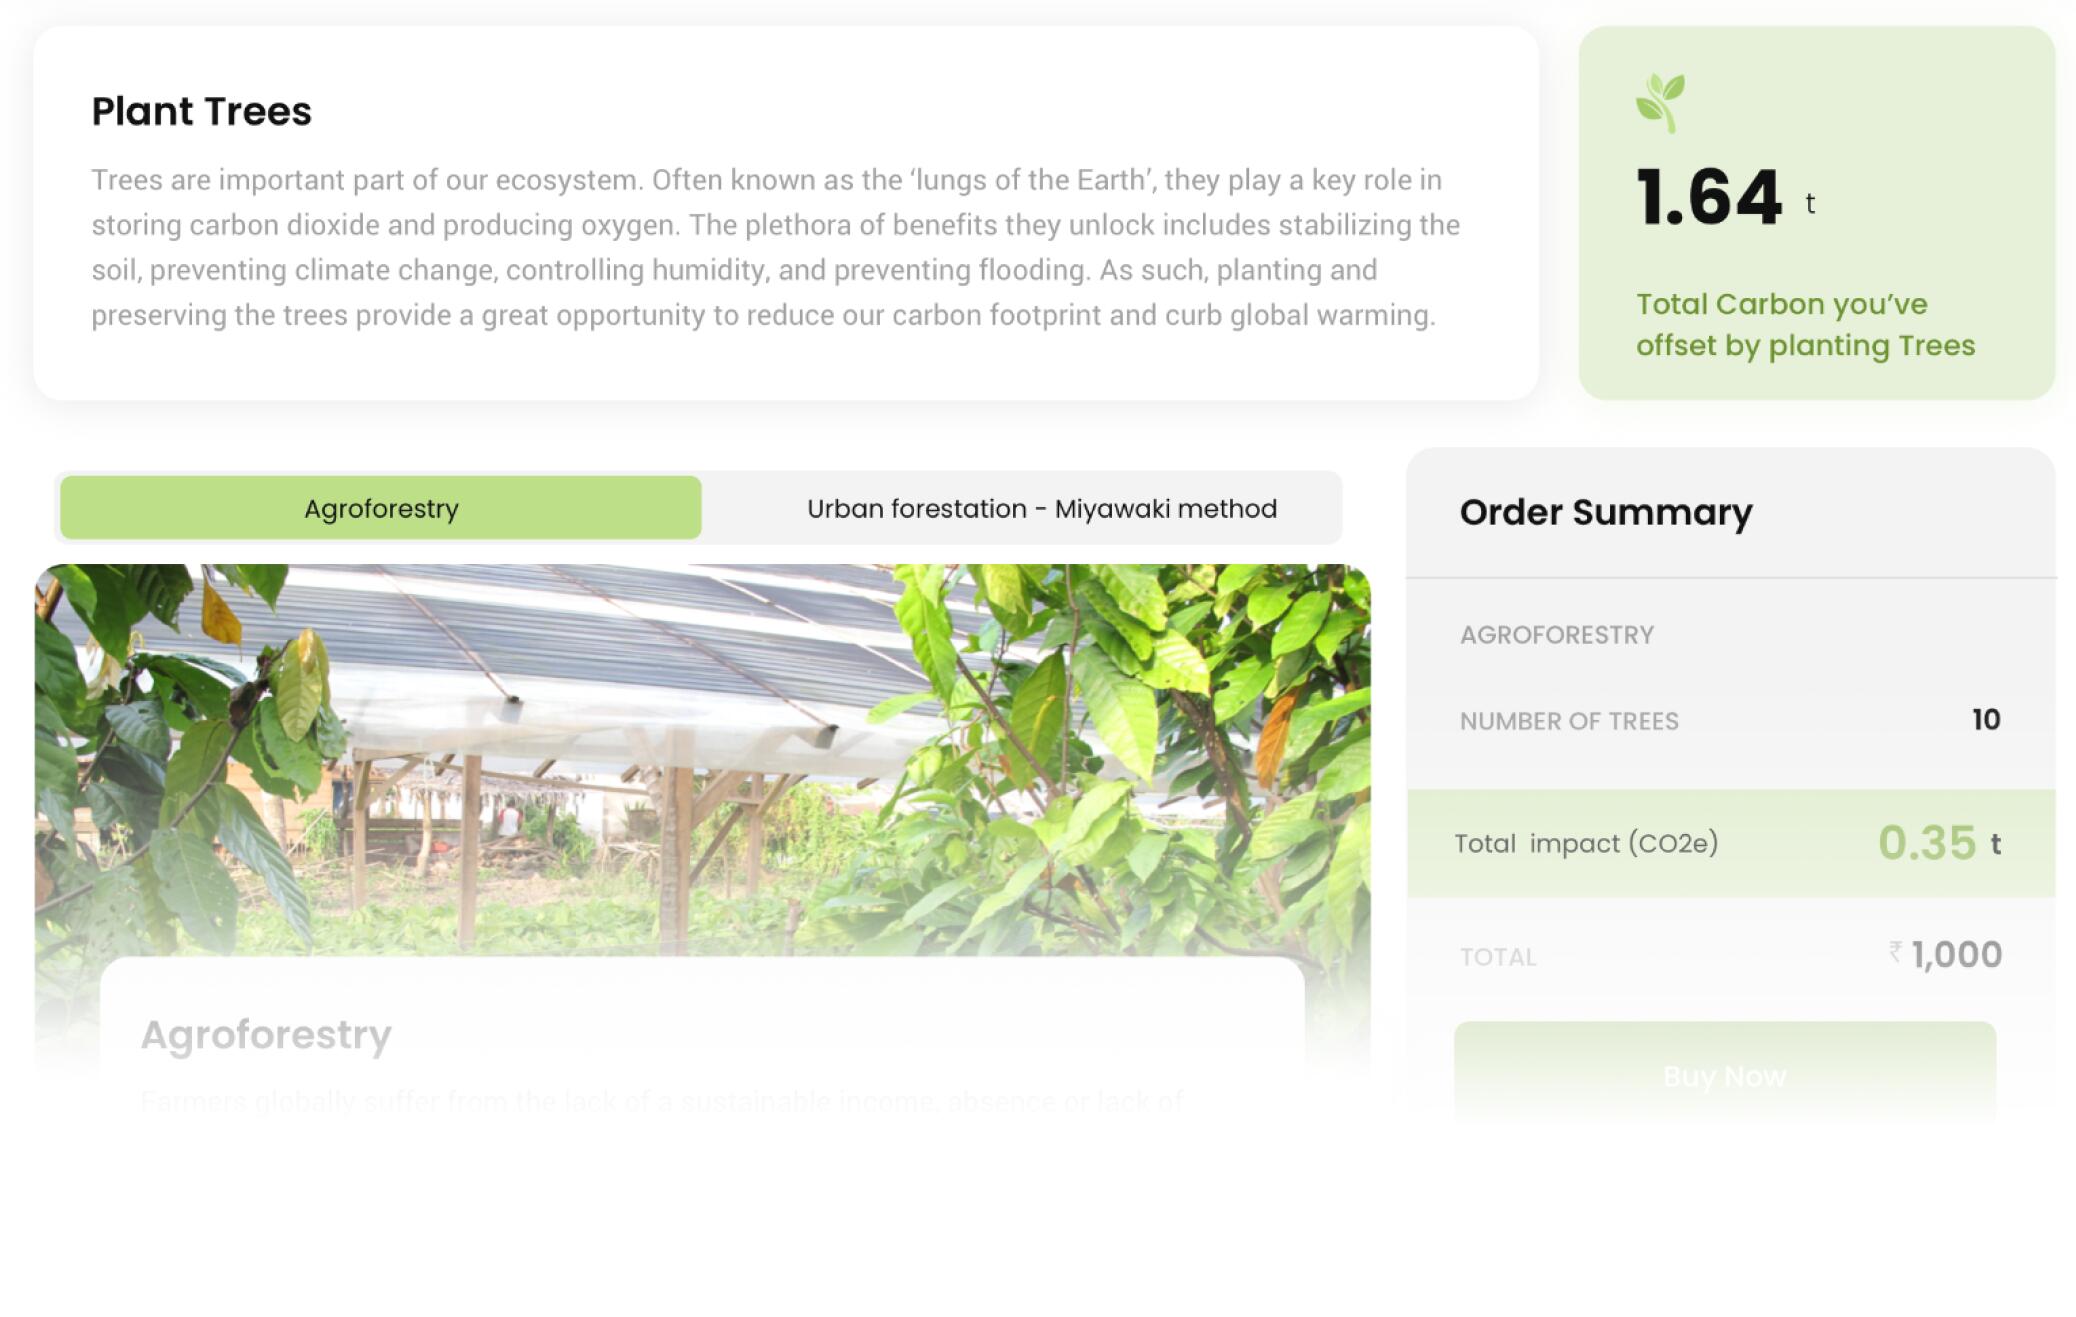 Plant Trees
Trees are important part of our ecosystem. Often known as the ‘lungs of the Earth’, they play a key role in
storing carbon dioxide and producing oxygen. The plethora of benefits they unlock includes stabilizing the
soil, preventing climate change, controlling humidity, and preventing flooding. As such, planting and
preserving the trees provide a great opportunity to reduce our carbon footprint and curb global warming.
1.64 t
Total Carbon you’ve
offset by planting Trees
Agroforestry
Urban forestation - Miyawaki method
Agroforestry
Farmers globally suffer from the lack of a sustainable income, absence or lack of
Order Summary
AGROFORESTRY
NUMBER OF TREES 10
Total impact (CO2e) 0.35 t
TOTAL ₹ 1,000
Buy Now